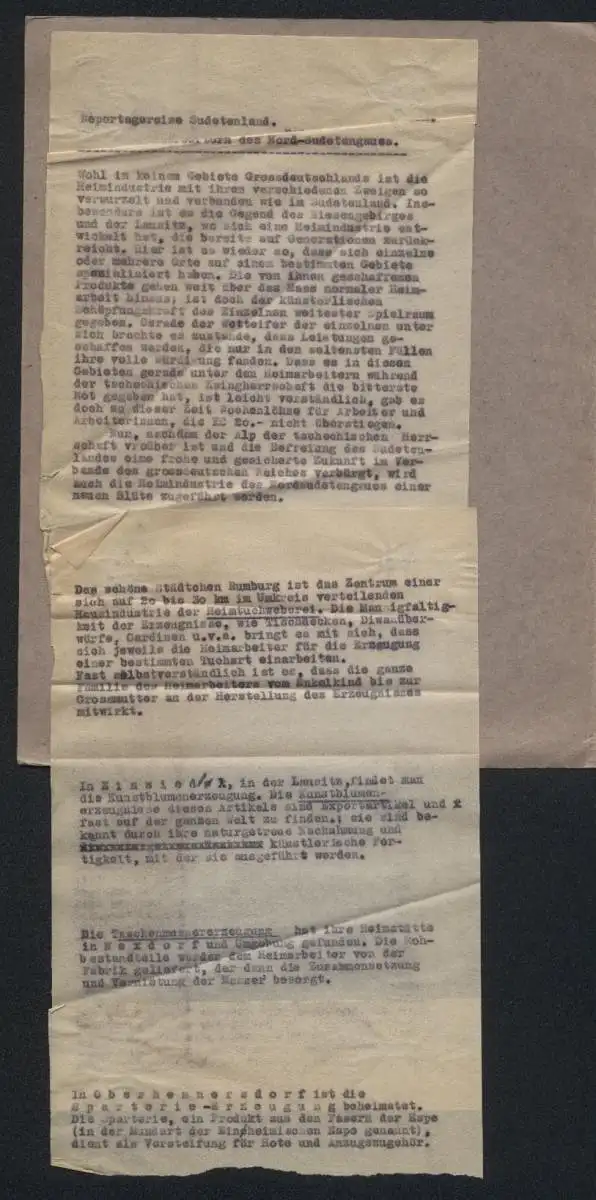 Reportagereise Sudetenland.
des Nord-Sudetengaues.
Wohl in keinem Gebiete Grossdeutschlands ist die
Heimindustrie mit ihren verschiedenen Zweigen so
verwurzelt und verbunden wie im Sudetenland. Ins-
besondere ist es die Gegend des Riesengebirges
und der Lausitz, wo sich eine Heimindustrie ent-
wickelt hat, die bereits auf Generationen zurück-
reicht. Hier ist es wieder so, dass sich einzelne
oder mehrere Orte auf einem bestimmten Gebiete
spezialisiert haben. Die von ihnen geschaffenen
Produkte gehen weit über das Mass normaler Heim-
arbeit hinaus; ist doch der künstlerischen
Schöpfungskraft des Einzelnen weitester Spielraum
gegeben. Gerade der Wetteifer der einzelnen unter
sich brachte es zustande, dass Leistungen ge-
schaffen werden, die nur in den seltensten Fällen
ihre volle Würdigung fanden. Dass es in diesen
Gebieten gerade unter den Heimarbeitern während
der tschechischen Zwingherrschaft die bitterste
Not gegeben hat, ist leicht verständlich, gab es
doch zu dieser Zeit Wochenlöhne für Arbeiter und
Arbeiterinnen, die Kč 20.- nicht überstiegen.
Nun, nachdem der Alp der tschechischen Herr-
schaft vroüber ist und die Befreiung des Sudeten-
landes eine frohe und gesicherte Zukunft im Ver-
bande des grossdeutschen Reiches verbürgt, wird
auch die Heimindustrie des Nordsudetengaues einer
neuen Blüte zugeführt werden.
Das schöne Städtchen Rumburg ist das Zentrum einer
sich auf 20 bis 30 km im Umkreis verteilenden
Hausindustrie der Heimtuchweberei. Die Mannigfaltig-
keit der Erzeugnisse, wie Tischdecken, Diwanüber-
würfe, Gardinen u.v.a. bringt es mit sich, dass
sich jeweils die Heimarbeiter für die Erzeugung
einer bestimmten Tuchart einarbeiten.
Fast selbstverständlich ist es, dass die ganze
Familie des Heimarbeiters vom Enkelkind bis zur
Grossmutter an der Herstellung des Erzeugnisses
mitwirkt.
In E i n s i e d l, in der Lausitz,findet man
die Kunstblumenerzeugung. Die Kunstblumen-
erzeugnisse diesen Artikels sind Exportartikel und
fast auf der ganzen Welt zu finden.; sie sind be-
kannt durch ihre naturgetreue Nachahmung und
künstlerische Fer-
tigkeit, mit der sie ausgeführt werden.
Die Taschenmessererzeugung hat ihre Heimstätte
in N e x d o r f und Umgebung gefunden. Die Roh-
bestandteile werden dem Heimarbeiter von der
Fabrik geliefert, der dann die Zusammensetzung
und Vernietung der Messer besorgt.
In O b e r h e n n e r s d o r f ist die
S p a r t e r i e -E r z e u g u n g beheimatet.
Die Sparterie, ein Produkt aus den Fasern der Espe
(in der Mundart der Einheimischen Espe genannt),
dient als Versteifung für Hüte und Anzugszugehör.